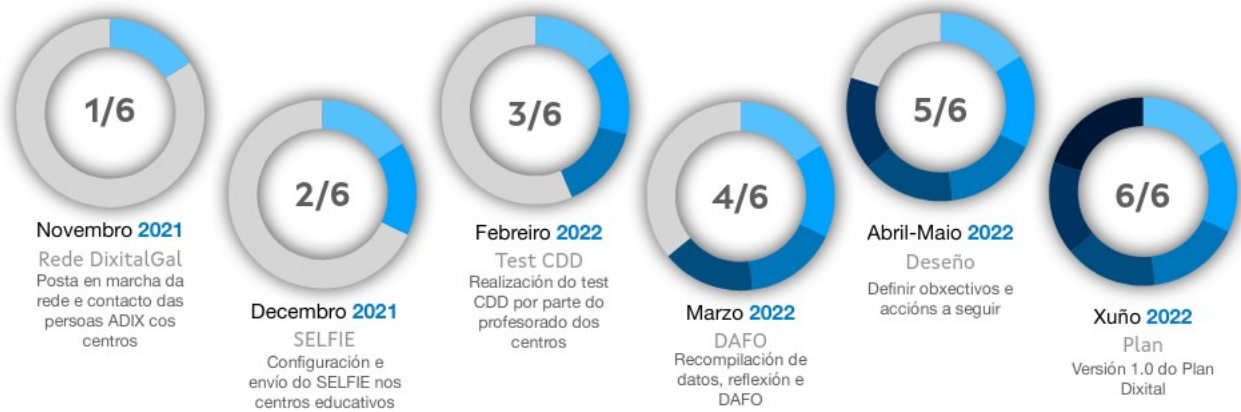 1/6
Novembro 2021
Rede DixitalGal
Posta en marcha da
rede e contacto das
persoas ADIX cos
centros
2/6
Decembro 2021
SELFIE
Configuración e
envío do SELFIE nos
centros educativos
3/6
Febreiro 2022
Test CDD
Realización do test
CDD por parte do
profesorado dos
centros
4/6
Marzo 2022
DAFO
Recompilación de
datos, reflexión e
DAFO
5/6
Abril-Maio 2022
Deseño
Definir obxectivos e
accións a seguir
6/6
Xuño 2022
Plan
Versión 1.0 do Plan
Dixital